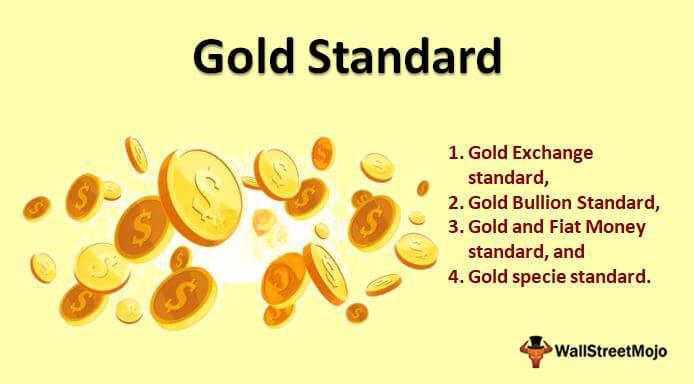 Gold Standard
1. Gold Exchange
standard,
2. Gold Bullion Standard,
3. Gold and Fiat Money
standard, and
4. Gold specie standard.
WallStreetMojo